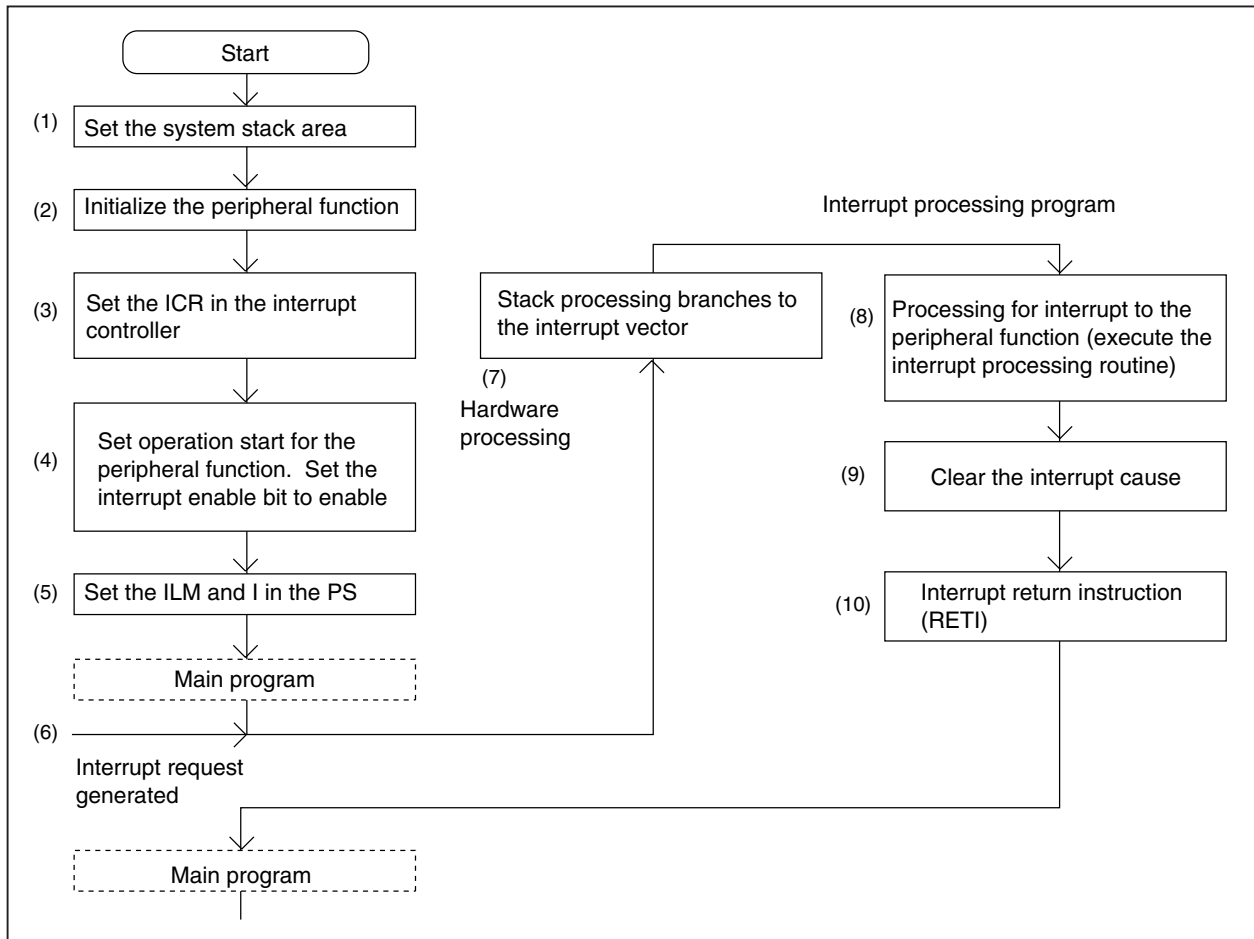 Start
(1)
Set the system stack area
(2)
Initialize the peripheral function
(3)
Set the ICR in the interrupt
controller
(4)
Set operation start for the
peripheral function.  Set the
interrupt enable bit to enable
(5)
Set the ILM and I in the PS
Main program
(6)
Interrupt request
generated
Stack processing branches to
the interrupt vector
(7)
Hardware
processing
Interrupt processing program
(8)
Processing for interrupt to the
peripheral function (execute the
interrupt processing routine)
(9)
Clear the interrupt cause
(10)
Interrupt return instruction
(RETI)
Main program